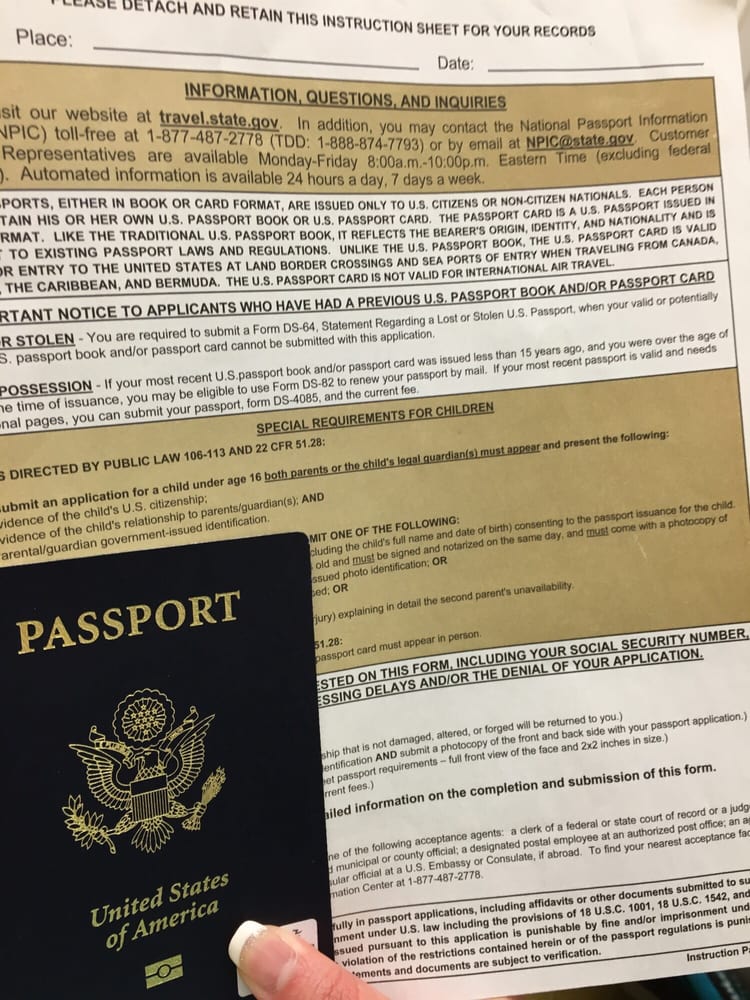 PLEASE DETACH AND RETAIN THIS INSTRUCTION SHEET FOR YOUR RECORDS
Place:
Date:
INFORMATION, QUESTIONS, AND INQUIRIES
sit our website at travel.state.gov. In addition, you may contact the National Passport Information
NPIC) toll-free at 1-877-487-2778 (TDD: 1-888-874-7793) or by email at NPIC@state.gov. Customer
Representatives are available Monday-Friday 8:00a.m.-10:00p.m. Eastern Time (excluding federal
). Automated information is available 24 hours a day, 7 days a week.
PORTS, EITHER IN BOOK OR CARD FORMAT, ARE ISSUED ONLY TO U.S. CITIZENS OR NON-CITIZEN NATIONALS. EACH PERSON
TAIN HIS OR HER OWN U.S. PASSPORT BOOK OR U.S. PASSPORT CARD. THE PASSPORT CARD IS A U.S. PASSPORT ISSUED IN
RMAT. LIKE THE TRADITIONAL U.S. PASSPORT BOOK, IT REFLECTS THE BEARER'S ORIGIN, IDENTITY, AND NATIONALITY AND IS
T TO EXISTING PASSPORT LAWS AND REGULATIONS. UNLIKE THE U.S. PASSPORT BOOK, THE U.S. PASSPORT CARD IS VALID
OR ENTRY TO THE UNITED STATES AT LAND BORDER CROSSINGS AND SEA PORTS OF ENTRY WHEN TRAVELING FROM CANADA,
, THE CARIBBEAN, AND BERMUDA. THE U.S. PASSPORT CARD IS NOT VALID FOR INTERNATIONAL AIR TRAVEL.
RTANT NOTICE TO APPLICANTS WHO HAVE HAD A PREVIOUS U.S. PASSPORT BOOK AND/OR PASSPORT CARD
R STOLEN - You are required to submit a Form DS-64, Statement Regarding a Lost or Stolen U.S. Passport, when your valid or potentially
S. passport book and/or passport card cannot be submitted with this application.
POSSESSION - If your most recent U.S.passport book and/or passport card was issued less than 15 years ago, and you were over the age of
he time of issuance, you may be eligible to use Form DS-82 to renew your passport by mail. If your most recent passport is valid and needs
nal pages, you can submit your passport, form DS-4085, and the current fee.
SPECIAL REQUIREMENTS FOR CHILDREN
S DIRECTED BY PUBLIC LAW 106-113 AND 22 CFR 51.28:
ubmit an application for a child under age 16 both parents or the child's legal guardian(s) must appear and present the following:
vidence of the child's U.S. citizenship;
vidence of the child's relationship to parents/guardian(s); AND
arental/guardian government-issued identification.
MIT ONE OF THE FOLLOWING:
cluding the child's full name and date of birth) consenting to the passport issuance for the child.
old and must be signed and notarized on the same day, and must come with a photocopy of
ssued photo identification; OR
ed; OR
jury) explaining in detail the second parent's unavailability.
51.28:
passport card must appear in person.
ESTED ON THIS FORM, INCLUDING YOUR SOCIAL SECURITY NUMBER,
ESSING DELAYS AND/OR THE DENIAL OF YOUR APPLICATION.
ship that is not damaged, altered, or forged will be returned to you.)
entification AND submit a photocopy of the front and back side with your passport application.)
et passport requirements – full front view of the face and 2x2 inches in size.)
rrent fees.)
ailed information on the completion and submission of this form.
ne of the following acceptance agents: a clerk of a federal or state court of record or a judg
d municipal or county official; a designated postal employee at an authorized post office; an a
ular official at a U.S. Embassy or Consulate, if abroad. To find your nearest acceptance fac
mation Center at 1-877-487-2778.
fully in passport applications, including affidavits or other documents submitted to su
nment under U.S. law including the provisions of 18 U.S.C. 1001, 18 U.S.C. 1542, and
ssued pursuant to this application is punishable by fine and/or imprisonment und
violation of the restrictions contained herein or of the passport regulations is punis
tements and documents are subject to verification.
Instruction Pa
PASSPORT
United States
of America